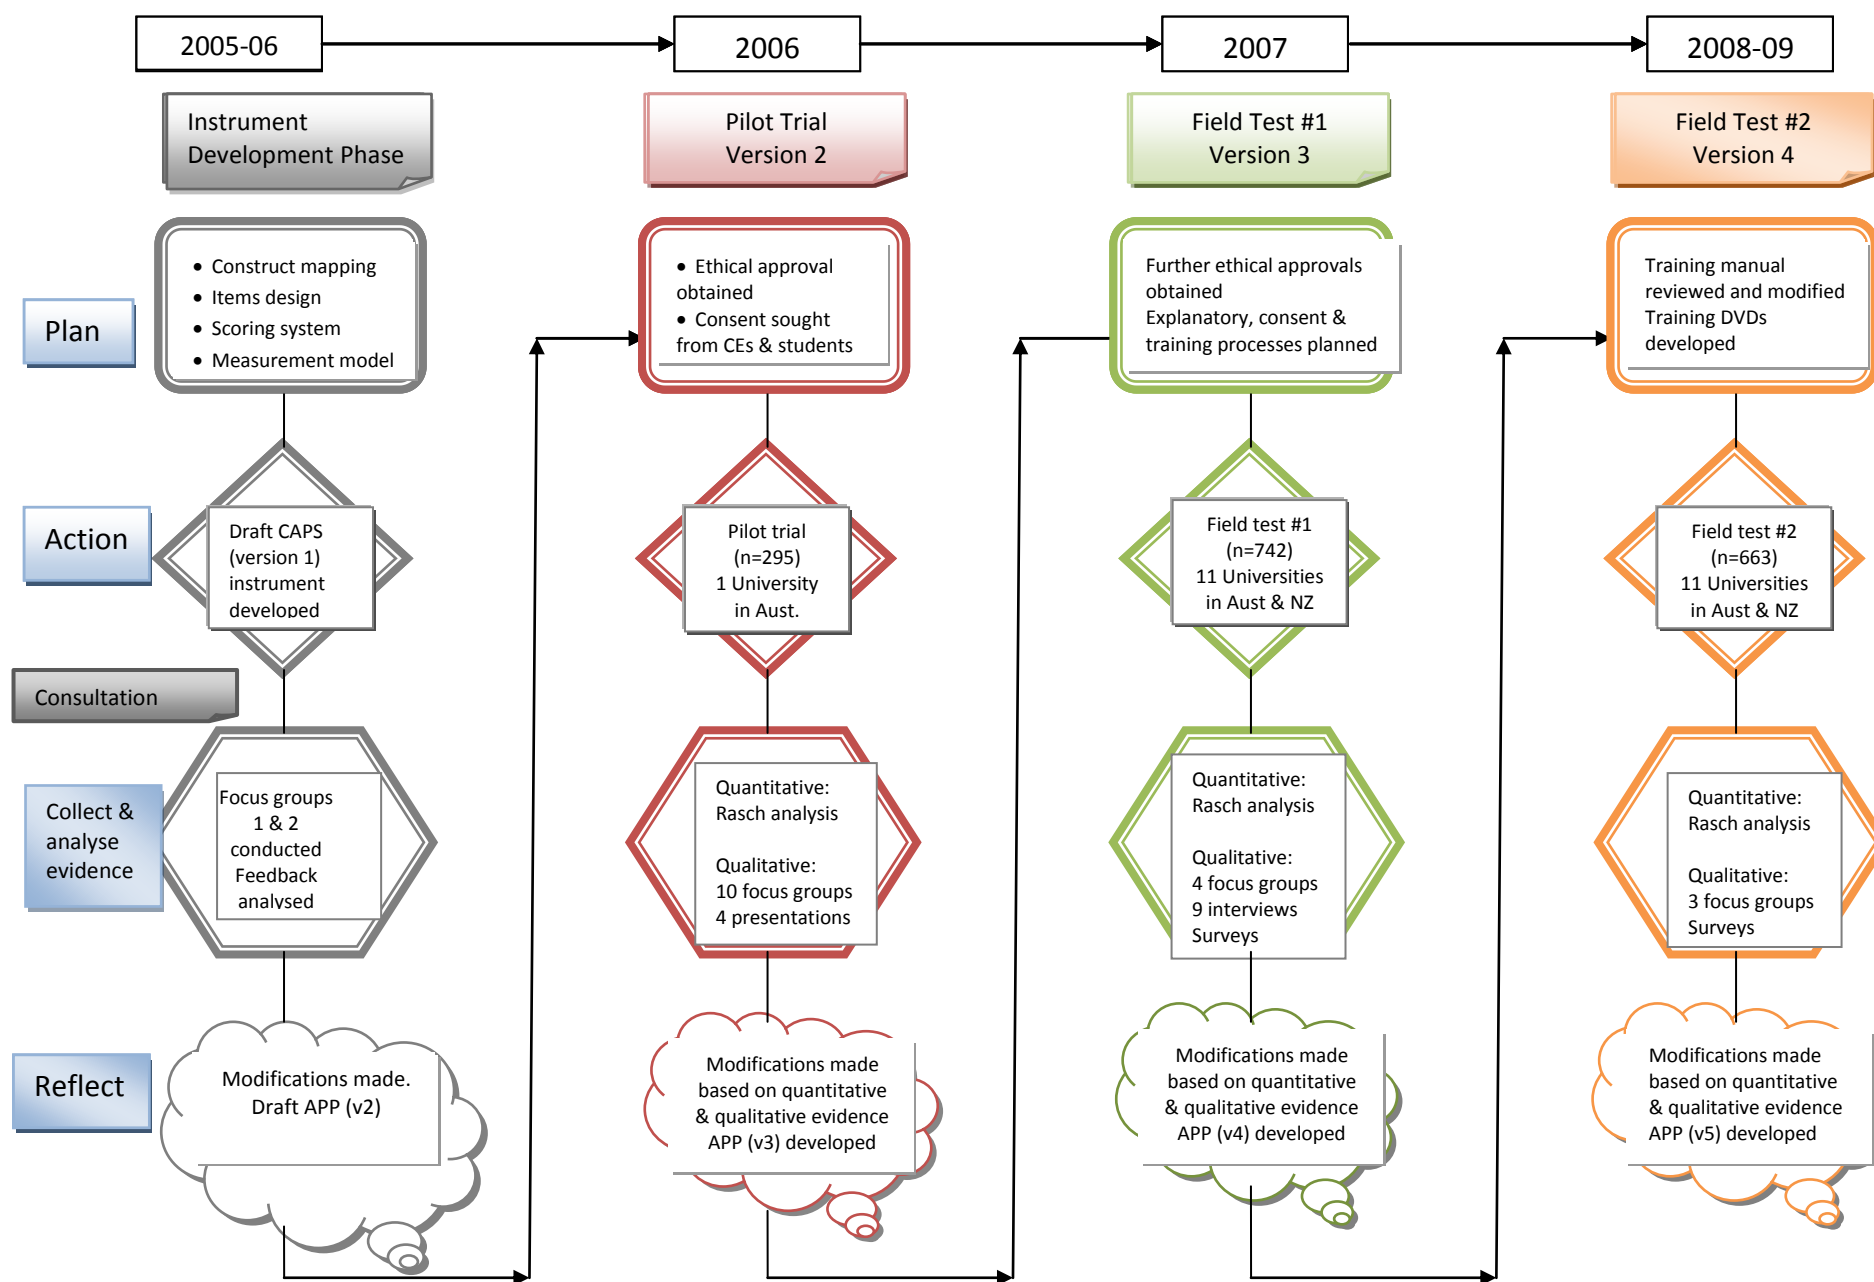 2005-06
2006
2007
2008-09
Instrument
Development Phase
Pilot Trial
Version 2
Field Test #1
Version 3
Field Test #2
Version 4
Plan
• Construct mapping
• Items design
• Scoring system
• Measurement model
• Ethical approval
obtained
• Consent sought
from CEs & students
Further ethical approvals
obtained
Explanatory, consent &
training processes planned
Training manual
reviewed and modified
Training DVDs
developed
Action
Draft CAPS
(version 1)
instrument
developed
Pilot trial
(n=295)
1 University
in Aust.
Field test #1
(n=742)
11 Universities
in Aust & NZ
Field test #2
(n=663)
11 Universities
in Aust & NZ
Consultation
Collect &
analyse
evidence
Focus groups
1 & 2
conducted
Feedback
analysed
Quantitative:
Rasch analysis
Qualitative:
10 focus groups
4 presentations
Quantitative:
Rasch analysis
Qualitative:
4 focus groups
9 interviews
Surveys
Quantitative:
Rasch analysis
Qualitative:
3 focus groups
Surveys
Reflect
Modifications made.
Draft APP (v2)
Modifications made
based on quantitative
& qualitative evidence
APP (v3) developed
Modifications made
based on quantitative
& qualitative evidence
APP (v4) developed
Modifications made
based on quantitative
& qualitative evidence
APP (v5) developed